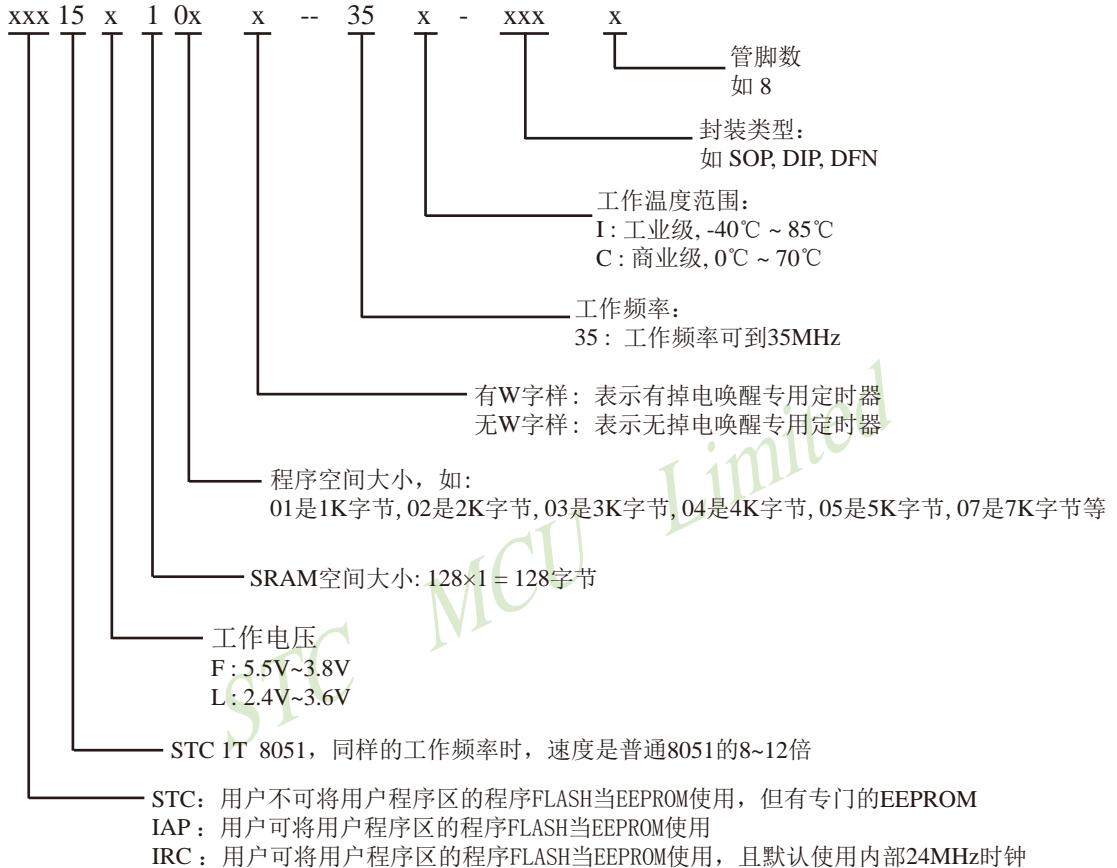 xxx 15 x 1 0x x -- 35 x - xxx x
管脚数
如 8
封装类型：
如 SOP, DIP, DFN
工作温度范围：
I : 工业级, -40℃ ~ 85℃
C : 商业级, 0℃ ~ 70℃
工作频率：
35 : 工作频率可到35MHz
有W字样： 表示有掉电唤醒专用定时器
无W字样： 表示无掉电唤醒专用定时器
程序空间大小，如:
01是1K字节, 02是2K字节, 03是3K字节, 04是4K字节, 05是5K字节, 07是7K字节等
SRAM空间大小: 128×1 = 128字节
工作电压
F : 5.5V~3.8V
L : 2.4V~3.6V
STC 1T 8051，同样的工作频率时，速度是普通8051的8~12倍
STC：用户不可将用户程序区的程序FLASH当EEPROM使用，但有专门的EEPROM
IAP：用户可将用户程序区的程序FLASH当EEPROM使用
IRC：用户可将用户程序区的程序FLASH当EEPROM使用，且默认使用内部24MHz时钟
STC MCU Limited